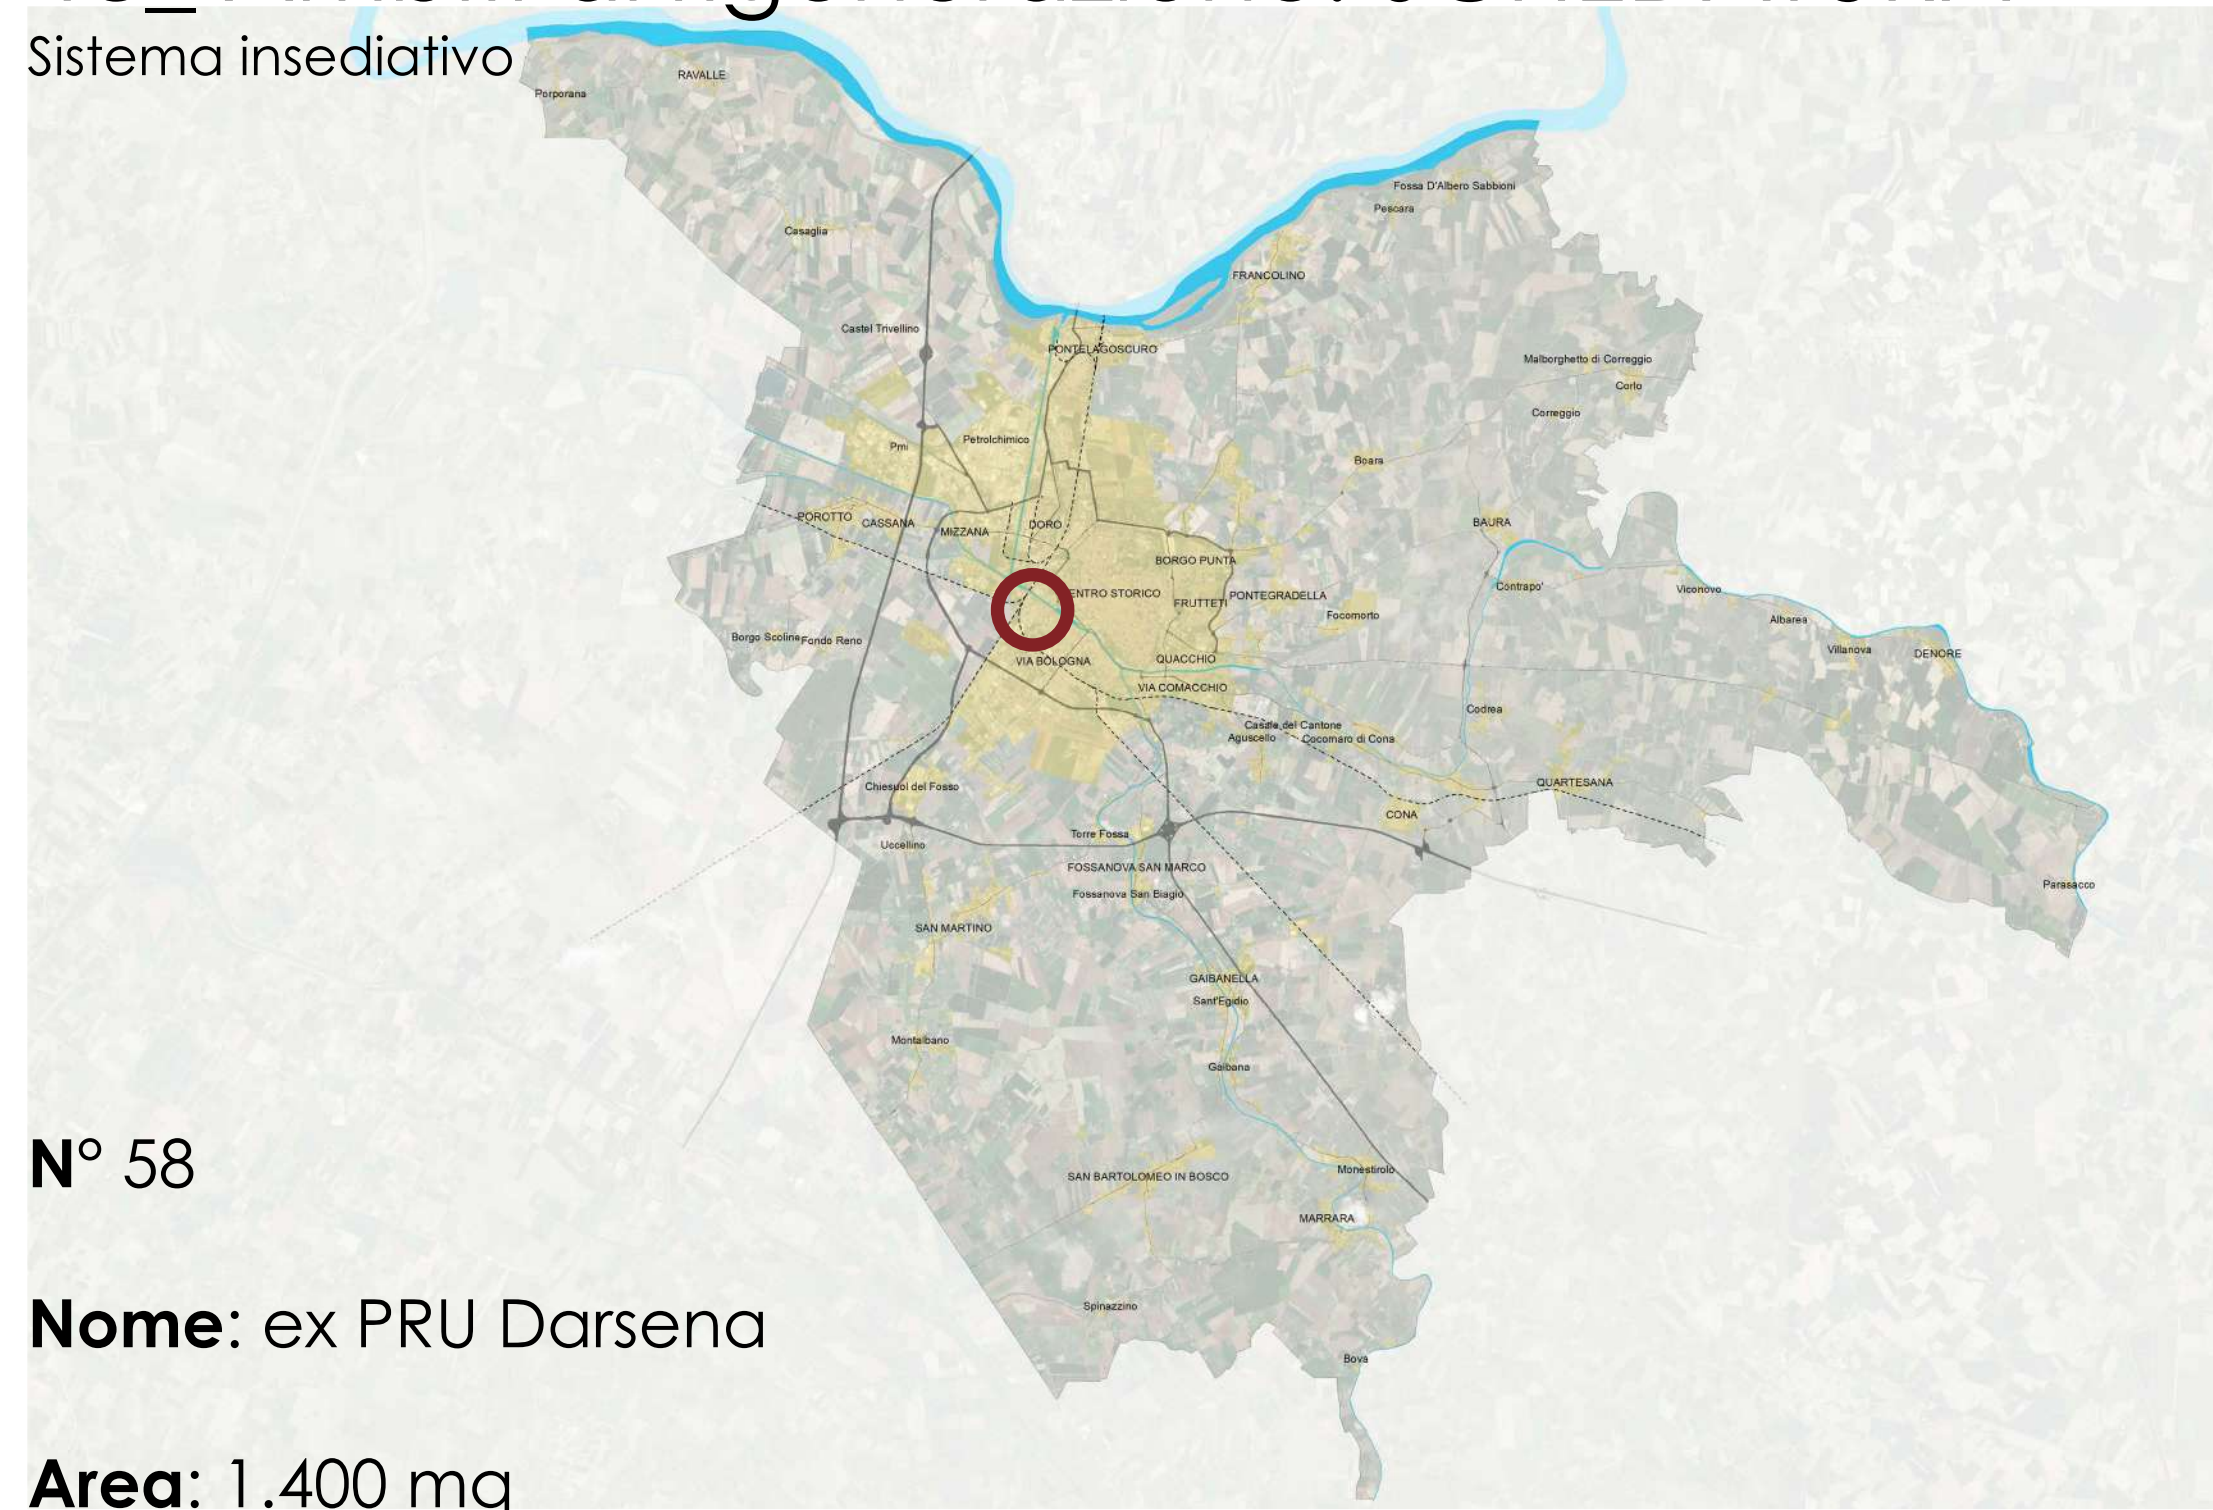 Sistema insediativo
RAVALLE
Porporana
Fossa D'Albero Sabbioni
Pescara
Casaglia
FRANCOLINO
Castel Trivellino
PONTELAGOSCURO
Malborghetto di Correggio
Corlo
Correggio
Petrolchimico
Pmi
Boara
POROTTO
CASSANA
MIZZANA
DORO
BAURA
BORGO PUNTA
Contrapo'
Viconovo
ENTRO STORICO
FRUTTETI
PONTEGRADELLA
Focomorto
Albarea
Borgo Scoline
Fondo Reno
Villanova
DENORE
VIA BOLOGNA
QUACCHIO
VIA COMACCHIO
Codrea
Casale del Cantone
Aguscello
Cocomaro di Cona
Chiesuol del Fosso
QUARTESANA
CONA
Torre Fossa
Uccellino
FOSSANOVA SAN MARCO
Parasacco
Fossanova San Biagio
SAN MARTINO
GAIBANELLA
Sant'Egidio
Montalbano
Gaibana
N° 58
SAN BARTOLOMEO IN BOSCO
Monestirolo
MARRARA
Spinazzino
Nome: ex PRU Darsena
Bova
Area: 1.400 mq